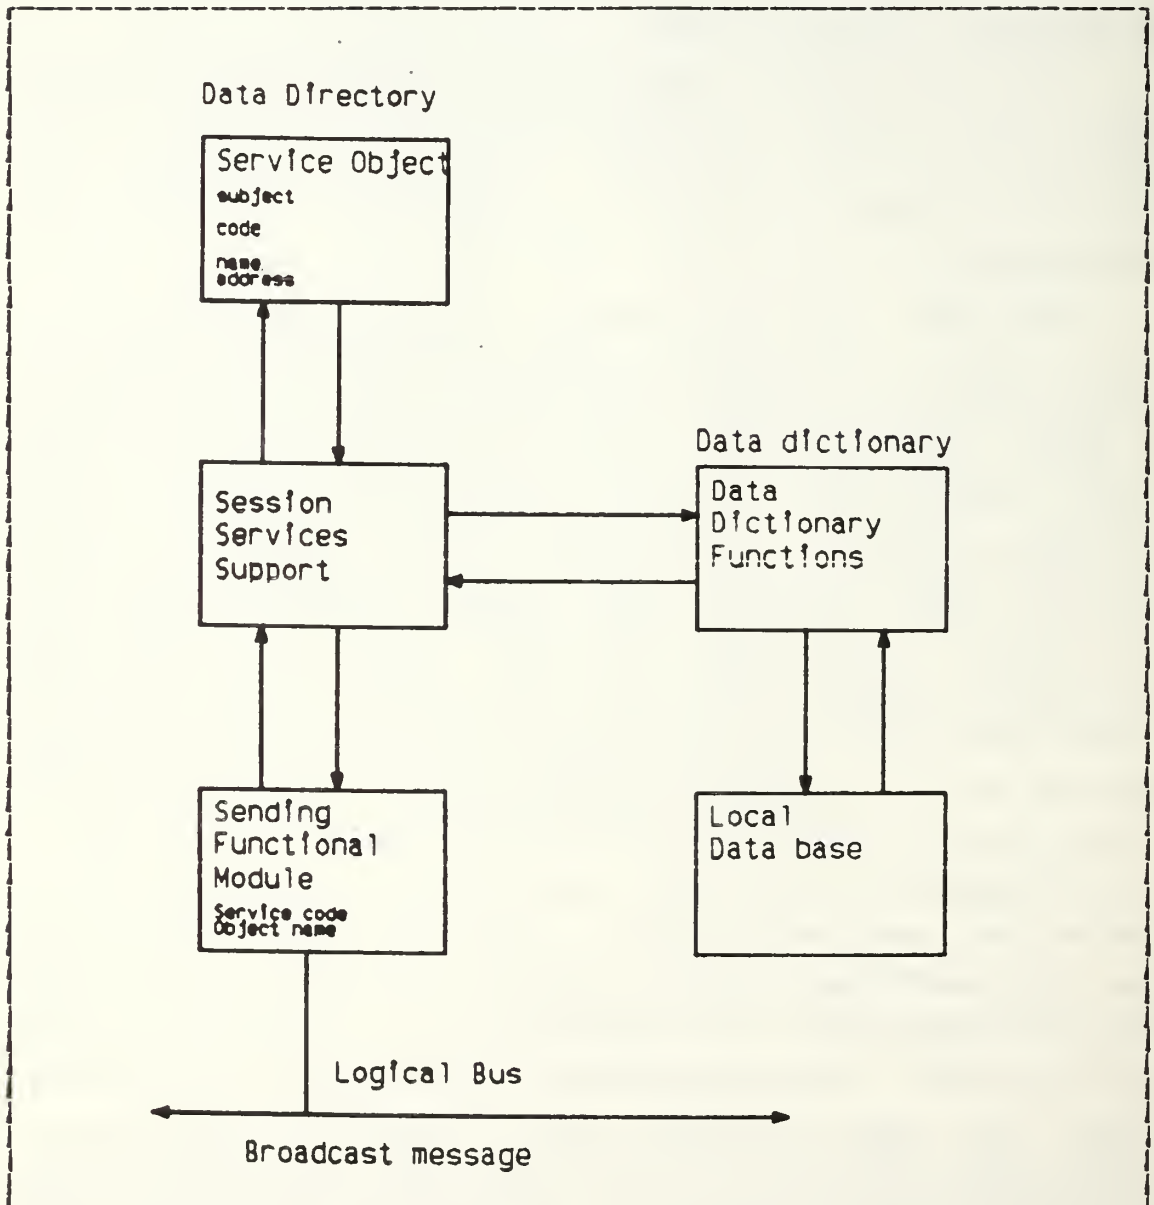 Data Directory
Service Object
subject
code
name
address
Data dictionary
Session
Services
Support
Data
Dictionary
Functions
Sending
Functional
Module
Service code
Object name
Local
Data base
Logical Bus
Broadcast message